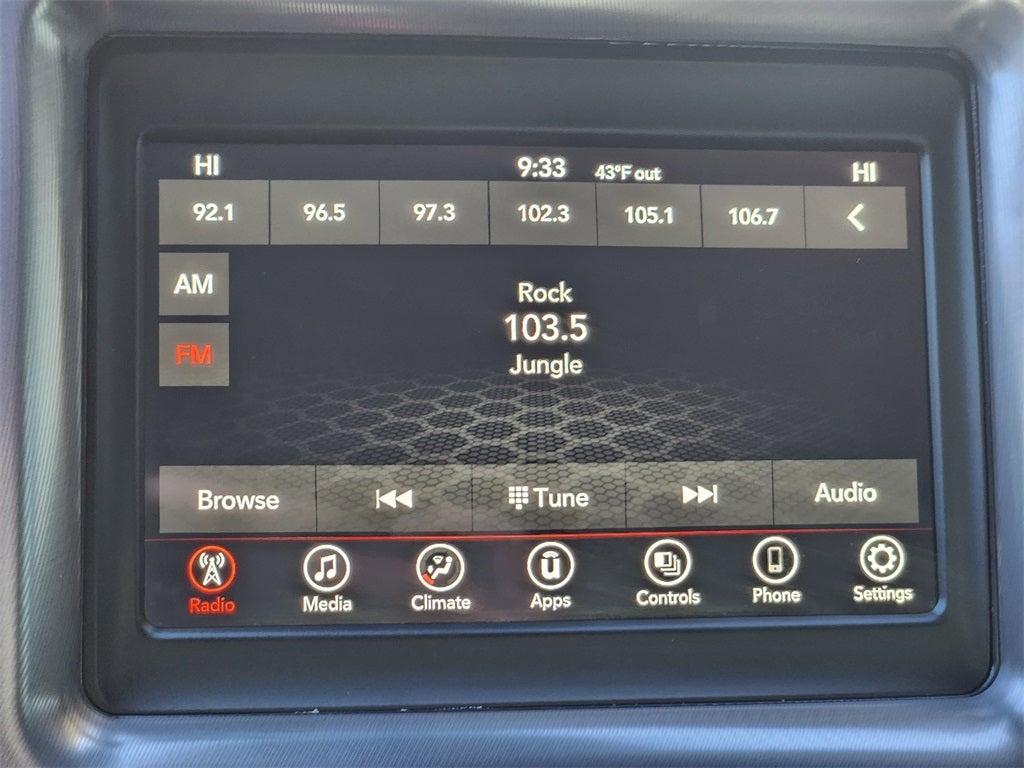 HI 9:33 43°F out HI
92.1 96.5 97.3 102.3 105.1 106.7
AM
FM
Rock
103.5
Jungle
Browse Tune Audio
Radio Media Climate Apps Controls Phone Settings